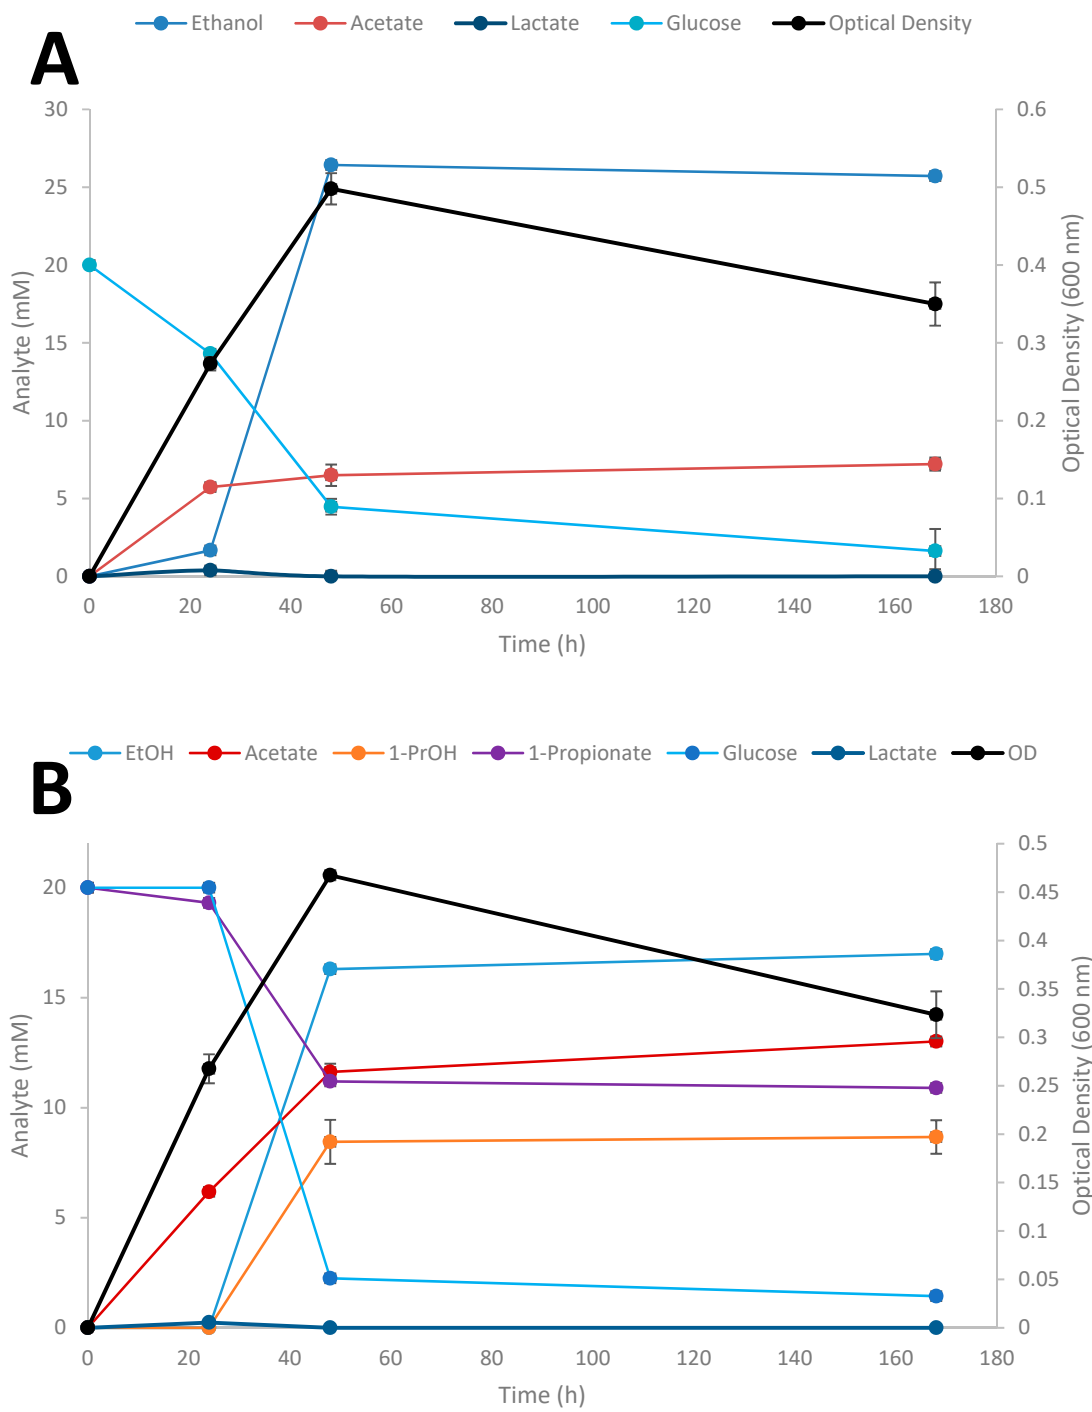 Ethanol Acetate Lactate Glucose Optical Density
A
30 0.6
25 0.5
20 0.4
15 0.3
10 0.2
5 0.1
0 0
Analyte (mM)
Optical Density (600 nm)
0 20 40 60 80 100 120 140 160 180
Time (h)
EtOH Acetate 1-PrOH 1-Propionate Glucose Lactate OD
B
0.5
20 0.45
0.4
15 0.35
0.3
10 0.25
0.2
5 0.15
0.1
0.05
0 0
Analyte (mM)
Optical Density (600 nm)
0 20 40 60 80 100 120 140 160 180
Time (h)